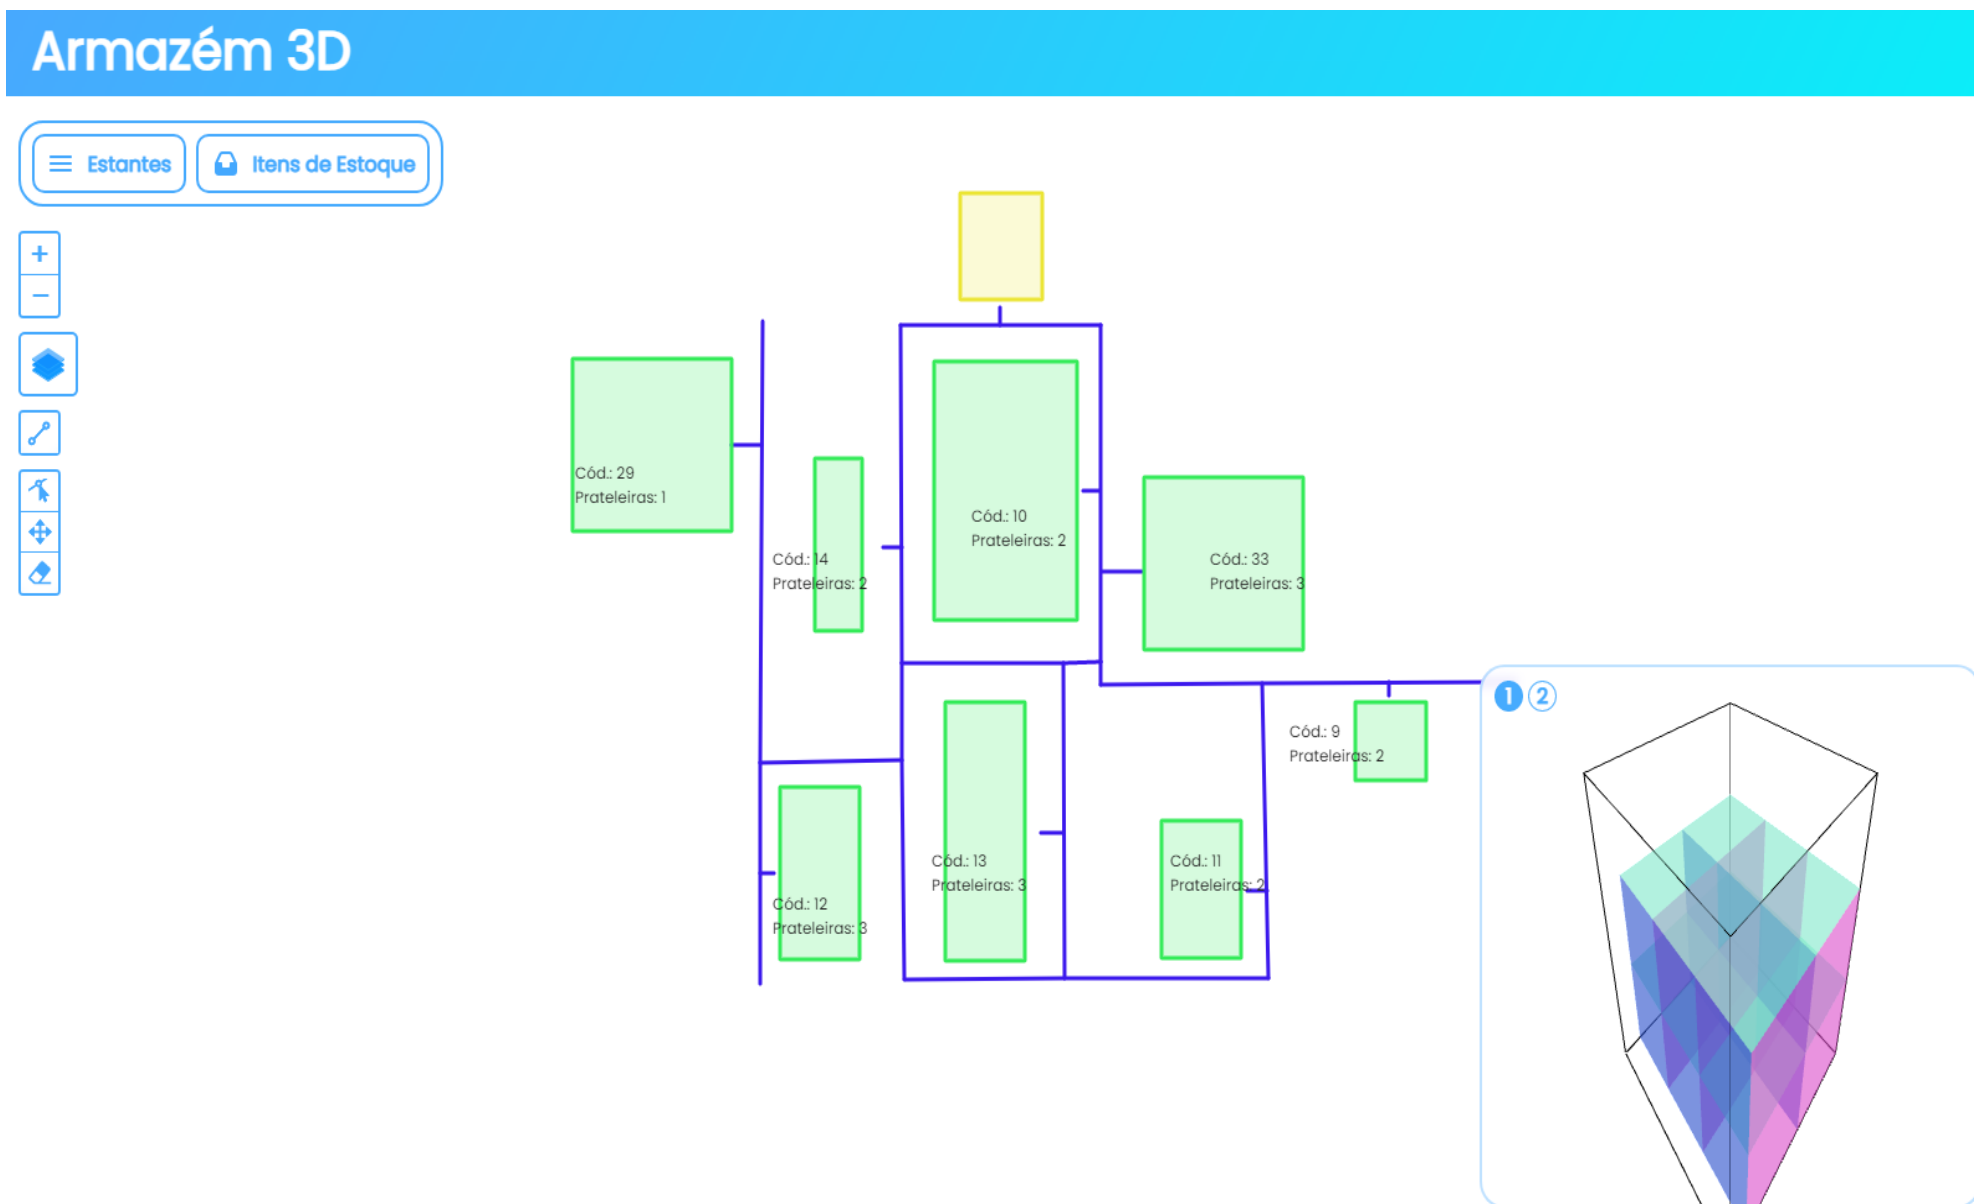 Armazém 3D
Estantes
Itens de Estoque
Cód.: 29
Prateleiras: 1
Cód.: 14
Prateleiras: 2
Cód.: 10
Prateleiras: 2
Cód.: 33
Prateleiras: 3
Cód.: 9
Prateleiras: 2
Cód.: 12
Prateleiras: 3
Cód.: 13
Prateleiras: 3
Cód.: 11
Prateleiras: 2
1 2